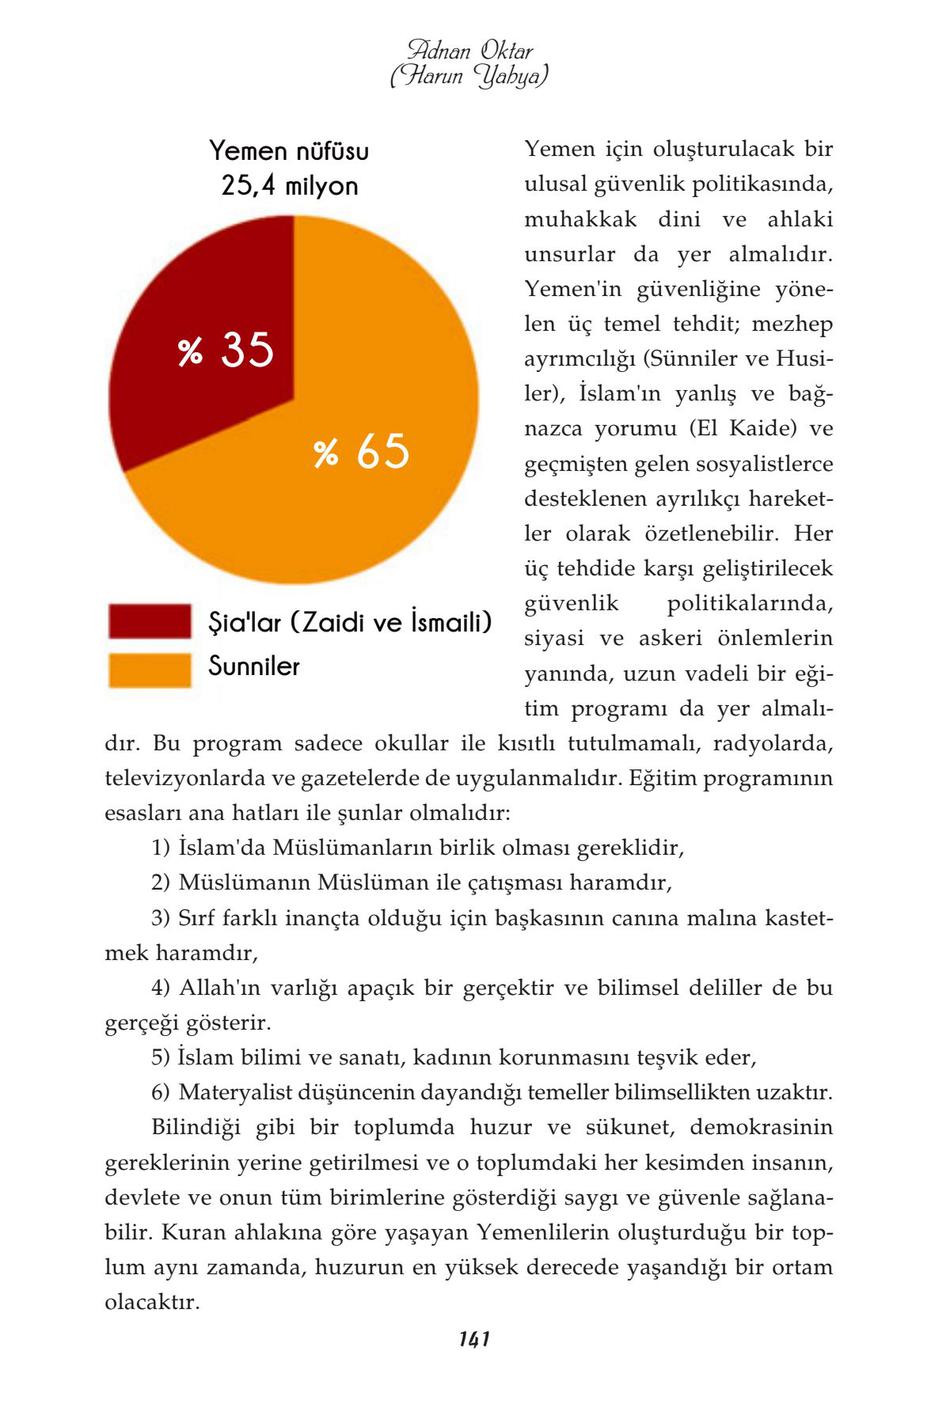 Adnan Oktar
(Harun Yahya)
Yemen nüfüsu
25,4 milyon
% 35
% 65
Şia'lar (Zaidi ve İsmaili)
Sunniler
Yemen için oluşturulacak bir
ulusal güvenlik politikasında,
muhakkak dini ve ahlaki
unsurlar da yer almalıdır.
Yemen'in güvenliğine yöne-
len üç temel tehdit; mezhep
ayrımcılığı (Sünniler ve Husi-
ler), İslam'ın yanlış ve bağ-
nazca yorumu (El Kaide) ve
geçmişten gelen sosyalistlerce
desteklenen ayrılıkçı hareket-
ler olarak özetlenebilir. Her
üç tehdide karşı geliştirilecek
güvenlik politikalarında,
siyasi ve askeri önlemlerin
yanında, uzun vadeli bir eği-
tim programı da yer almalı-
dır. Bu program sadece okullar ile kısıtlı tutulmamalı, radyolarda,
televizyonlarda ve gazetelerde de uygulanmalıdır. Eğitim programının
esasları ana hatları ile şunlar olmalıdır:
1) İslam'da Müslümanların birlik olması gereklidir,
2) Müslümanın Müslüman ile çatışması haramdır,
3) Sırf farklı inançta olduğu için başkasının canına malına kastet-
mek haramdır,
4) Allah'ın varlığı apaçık bir gerçektir ve bilimsel deliller de bu
gerçeği gösterir.
5) İslam bilimi ve sanatı, kadının korunmasını teşvik eder,
6) Materyalist düşüncenin dayandığı temeller bilimsellikten uzaktır.
Bilindiği gibi bir toplumda huzur ve sükunet, demokrasinin
gereklerinin yerine getirilmesi ve o toplumdaki her kesimden insanın,
devlete ve onun tüm birimlerine gösterdiği saygı ve güvenle sağlana-
bilir. Kuran ahlakına göre yaşayan Yemenlilerin oluşturduğu bir top-
lum aynı zamanda, huzurun en yüksek derecede yaşandığı bir ortam
olacaktır.
141